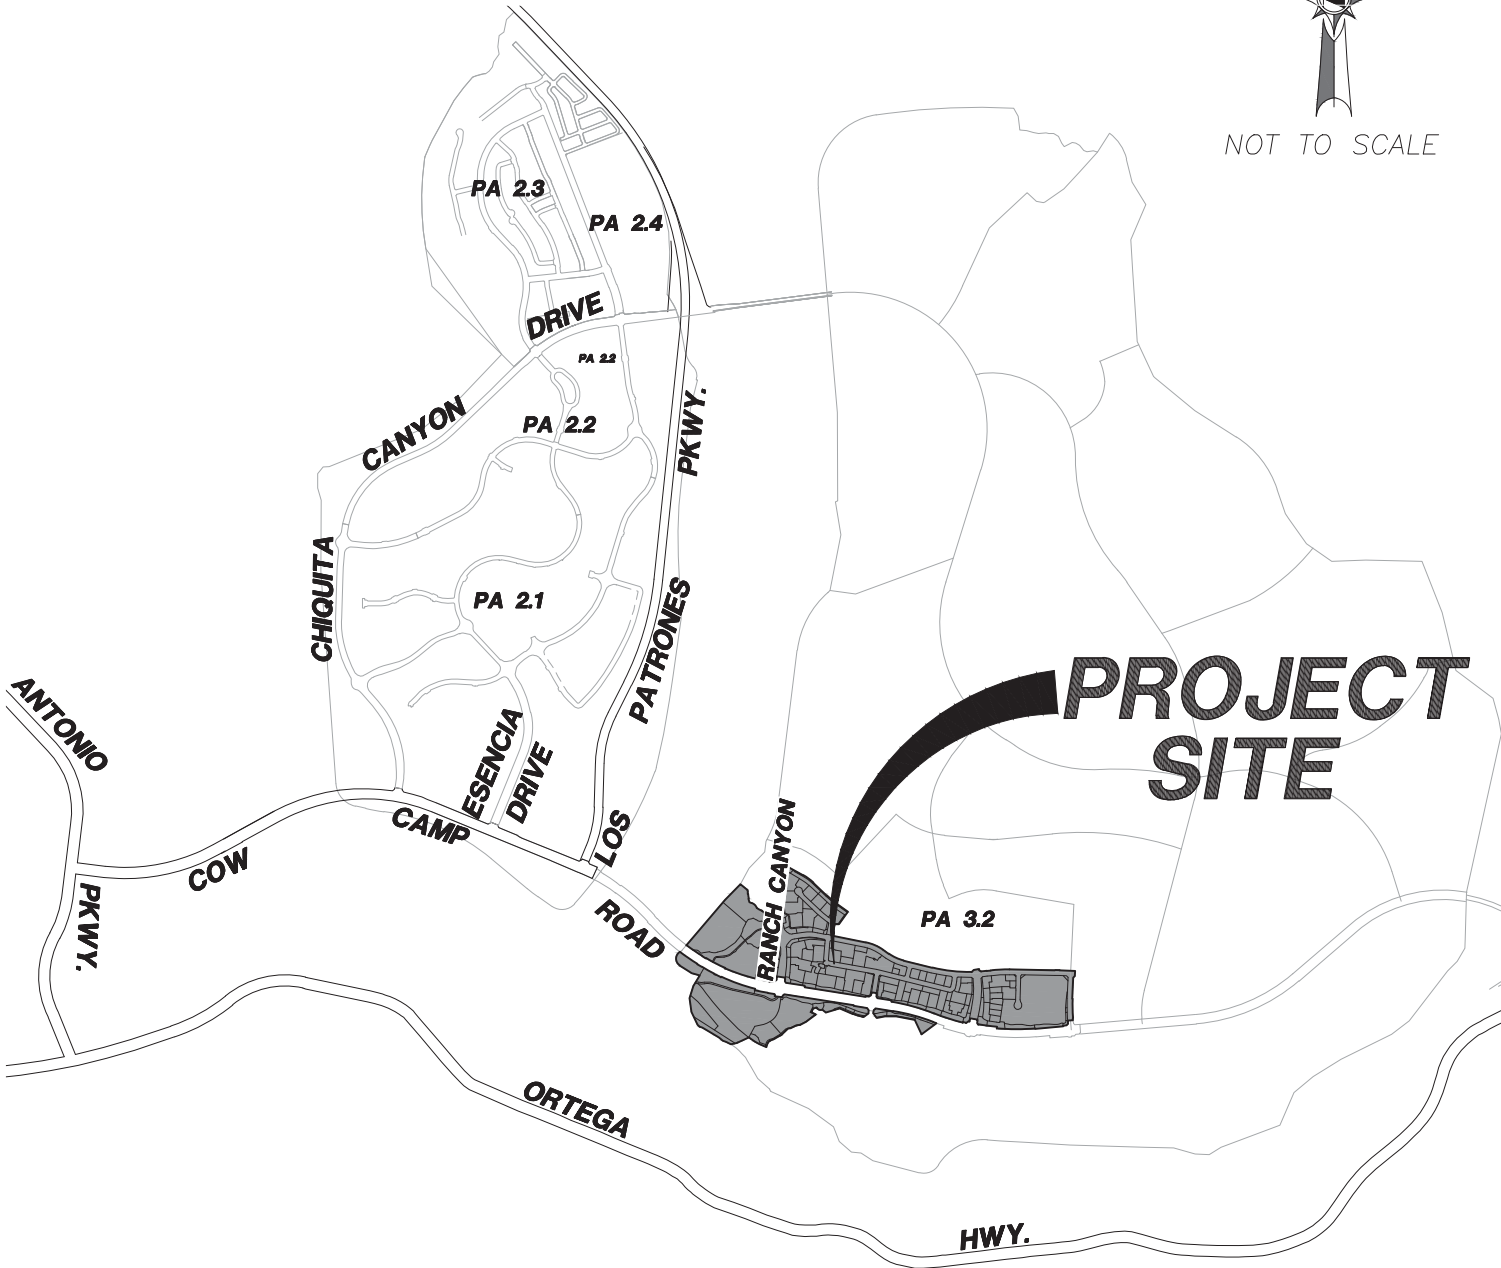 NOT TO SCALE
PA 2.3
PA 2.4
DRIVE
PA 2.2
CANYON
PA 2.2
PKWY.
CHIQUITA
PA 2.1
PATRONES
PROJECT
SITE
ANTONIO
ESENCIA
DRIVE
CAMP
LOS
COW
RANCH CANYON
PKWY.
ROAD
PA 3.2
ORTEGA
HWY.